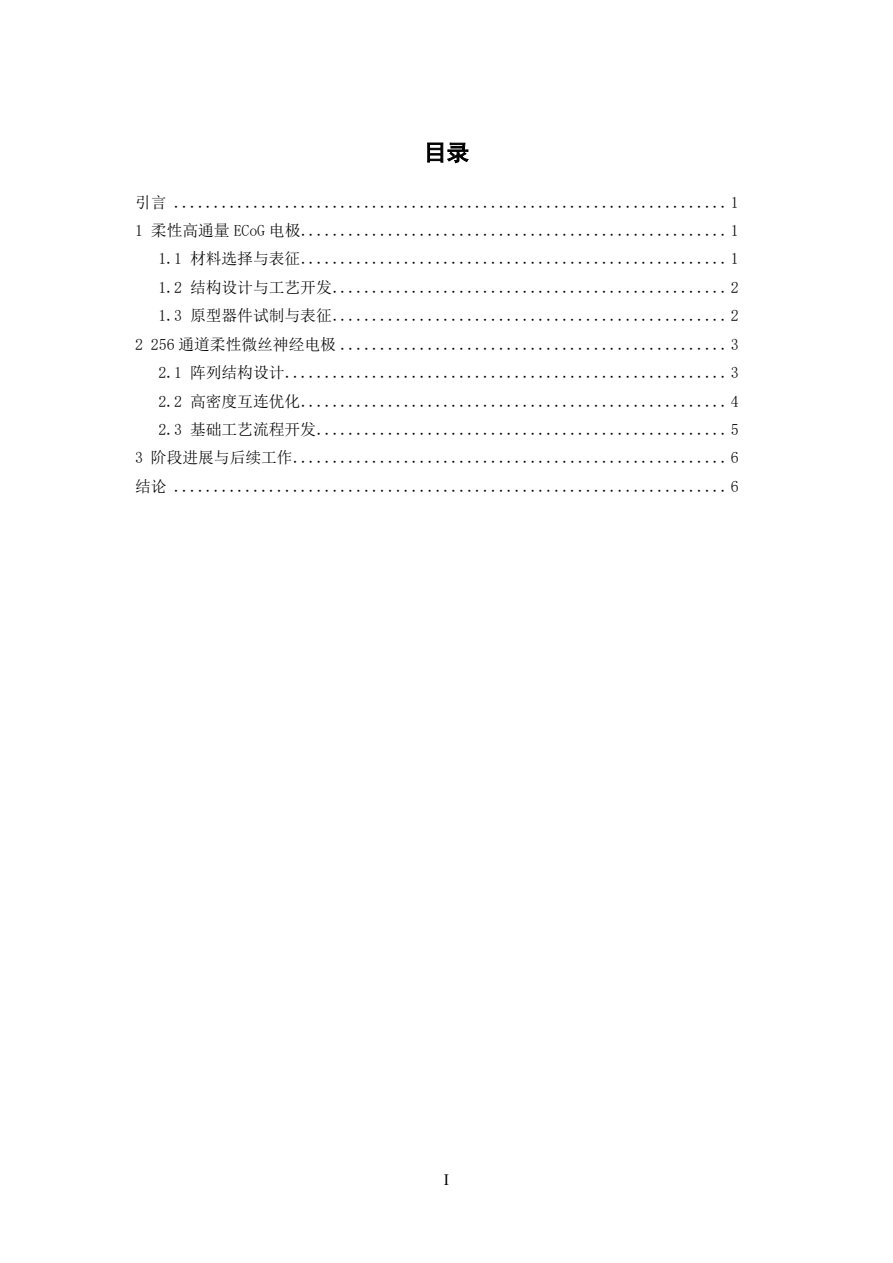 目录
引言 ...................................................................... 1
1 柔性高通量 ECoG 电极...................................................... 1
1.1 材料选择与表征...................................................... 1
1.2 结构设计与工艺开发.................................................. 2
1.3 原型器件试制与表征.................................................. 2
2 256 通道柔性微丝神经电极 ................................................. 3
2.1 阵列结构设计........................................................ 3
2.2 高密度互连优化...................................................... 4
2.3 基础工艺流程开发.................................................... 5
3 阶段进展与后续工作....................................................... 6
结论 ...................................................................... 6
I